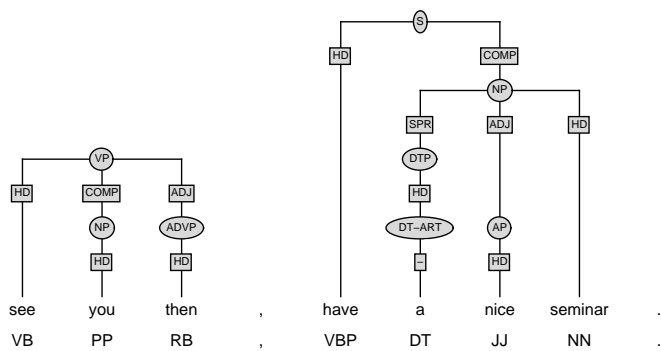 S
HD COMP
NP
SPR ADJ HD
VP DTP
HD COMP ADJ HD
NP ADVP DT–ART AP
HD HD – HD
see you then , have a nice seminar .
VB PP RB , VBP DT JJ NN .